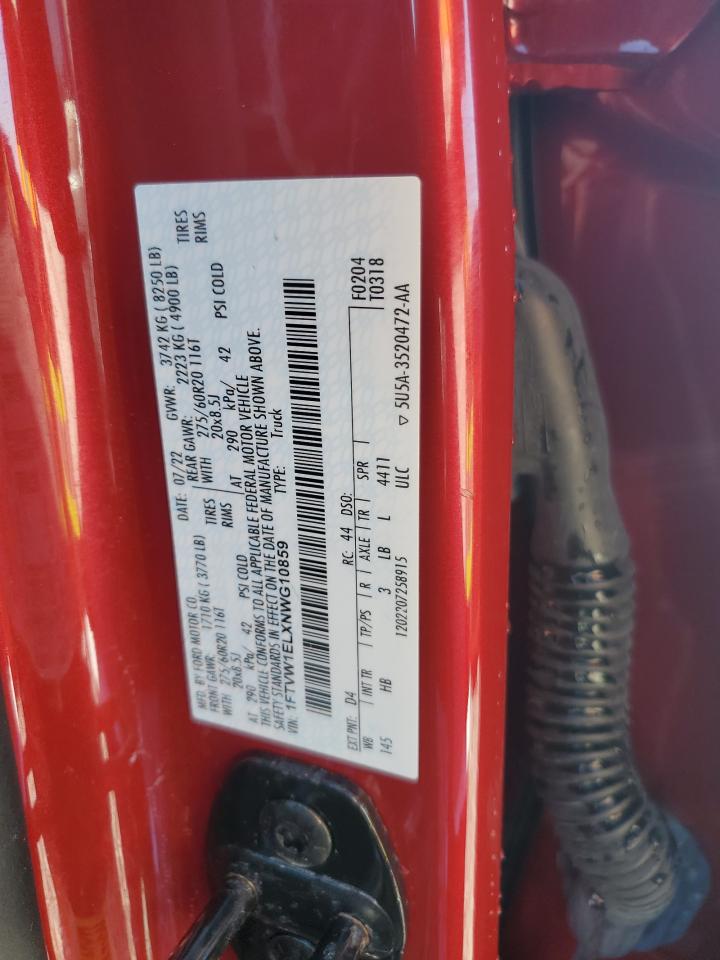 MFD. BY FORD MOTOR CO. DATE: 07/22 GVWR: 3742 KG ( 8250 LB)
FRONT GAWR: 1710 KG ( 3770 LB) REAR GAWR: 2223 KG ( 4900 LB)
WITH 275/60R20 116T TIRES WITH 275/60R20 116T TIRES
20x8.5J RIMS 20x8.5J RIMS
AT 290 kPa/ 42 PSI COLD AT 290 kPa/ 42 PSI COLD
THIS VEHICLE CONFORMS TO ALL APPLICABLE FEDERAL MOTOR VEHICLE
SAFETY STANDARDS IN EFFECT ON THE DATE OF MANUFACTURE SHOWN ABOVE.
VIN: 1FTVW1ELXNWG10859 TYPE: Truck
EXT PNT: D4 RC: 44 DSO: F0204
WB INT TR TP/PS R AXLE TR SPR T0318
145 HB 3 LB L 4411
1202207258915 ULC 5U5A-3520472-AA